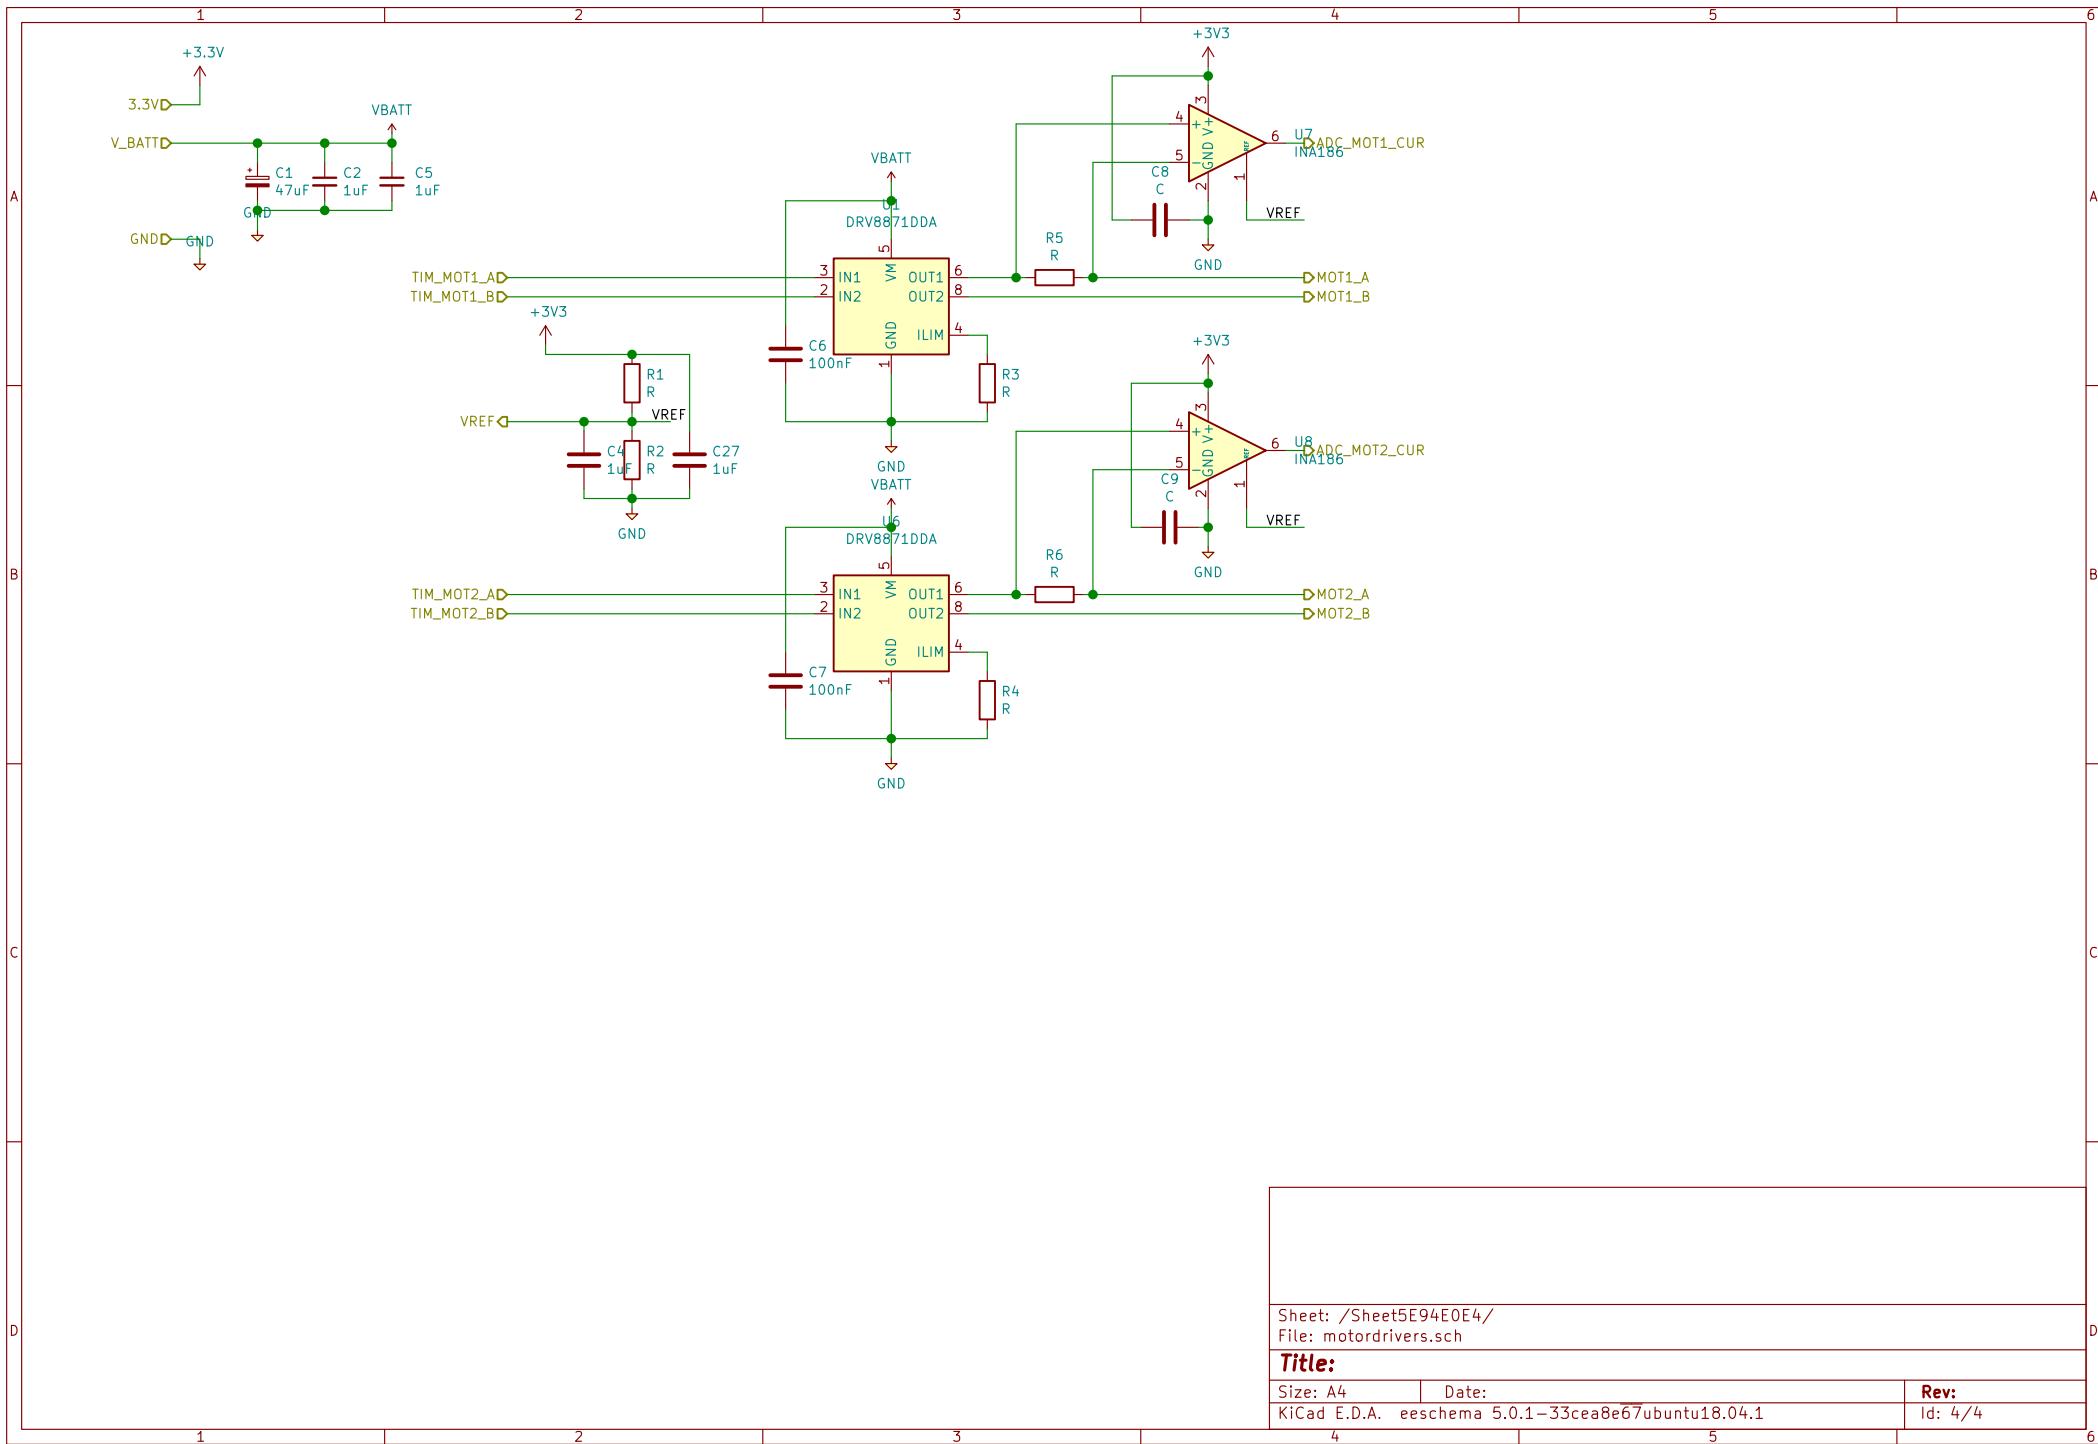 1 2 3 4 5 6
A
B
C
D
+3.3V
3.3V
V_BATT
VBATT
C1
47uF
C2
1uF
C5
1uF
GND
GND
GND
TIM_MOT1_A
TIM_MOT1_B
VBATT
U1
DRV8871DDA
5
VM
3 IN1
2 IN2
OUT1 6
OUT2 8
ILIM 4
GND
1
C6
100nF
R3
R
GND
R5
R
MOT1_A
MOT1_B
+3V3
3
4
5
+
-
V+
GND
REF
2
1
6
U7
INA186
ADC_MOT1_CUR
C8
C
VREF
GND
+3V3
R1
R
VREF
VREF
C4
1uF
R2
R
C27
1uF
GND
TIM_MOT2_A
TIM_MOT2_B
VBATT
U6
DRV8871DDA
5
VM
3 IN1
2 IN2
OUT1 6
OUT2 8
ILIM 4
GND
1
C7
100nF
R4
R
GND
R6
R
MOT2_A
MOT2_B
+3V3
3
4
5
+
-
V+
GND
REF
2
1
6
U8
INA186
ADC_MOT2_CUR
C9
C
VREF
GND
A
B
C
D
Sheet: /Sheet5E94E0E4/
File: motordrivers.sch
Title:
Size: A4 Date: Rev:
KiCad E.D.A. eeschema 5.0.1-33cea8e67ubuntu18.04.1 Id: 4/4
1 2 3 4 5 6